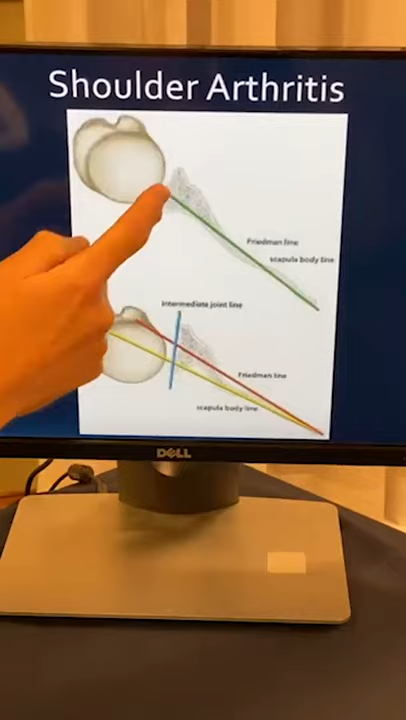 Shoulder Arthritis
Friedman line
scapula body line
Intermediate joint line
Friedman line
scapula body line
DELL